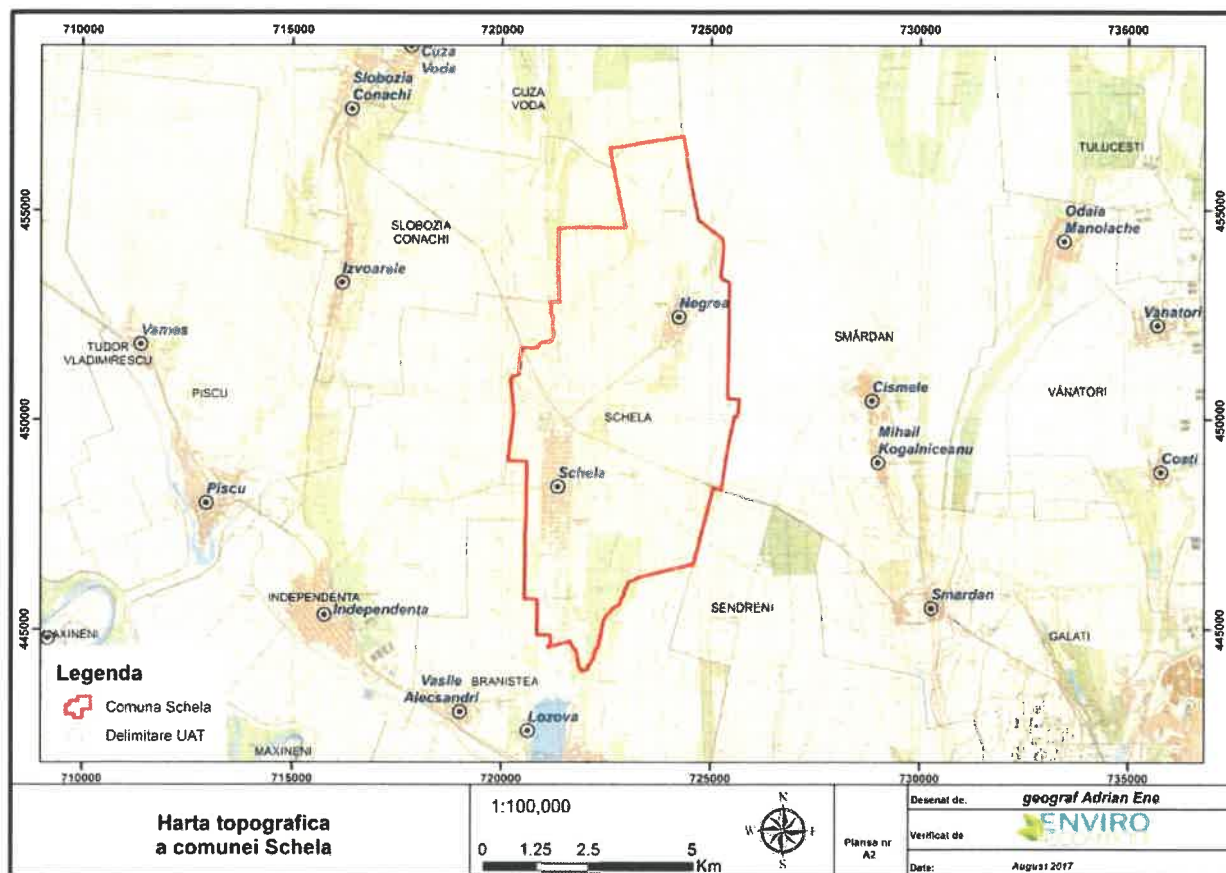 710000 715000 720000 725000 730000 735000
Cuza
Voda
Slobozia
Conachi
CUZA
VODA
TULUCESTI
455000
455000
SLOBOZIA
CONACHI
Odaia
Manolache
Izvoarele
Negrea
Vanatori
Vames
TUDOR
VLADIMIRESCU
SMÂRDAN
PISCU
Cismele
VÂNATORI
450000
450000
SCHELA
Mihail
Kogalniceanu
Schela
Costi
Piscu
INDEPENDENTA
Independenta
SENDRENI
Smardan
445000
445000
MAXINENI
GALATI
Legenda
Comuna Schela
Delimitare UAT
Vasile
Alecsandri
BRANISTEA
Lozova
MAXINENI
710000 715000 720000 725000 730000 735000
Harta topografica
a comunei Schela
1:100,000
0 1.25 2.5 5
Km
N
W E
S
Plansa nr
A2
Desenat de: geograf Adrian Ene
Verificat de
ENVIRO
Data: August 2017